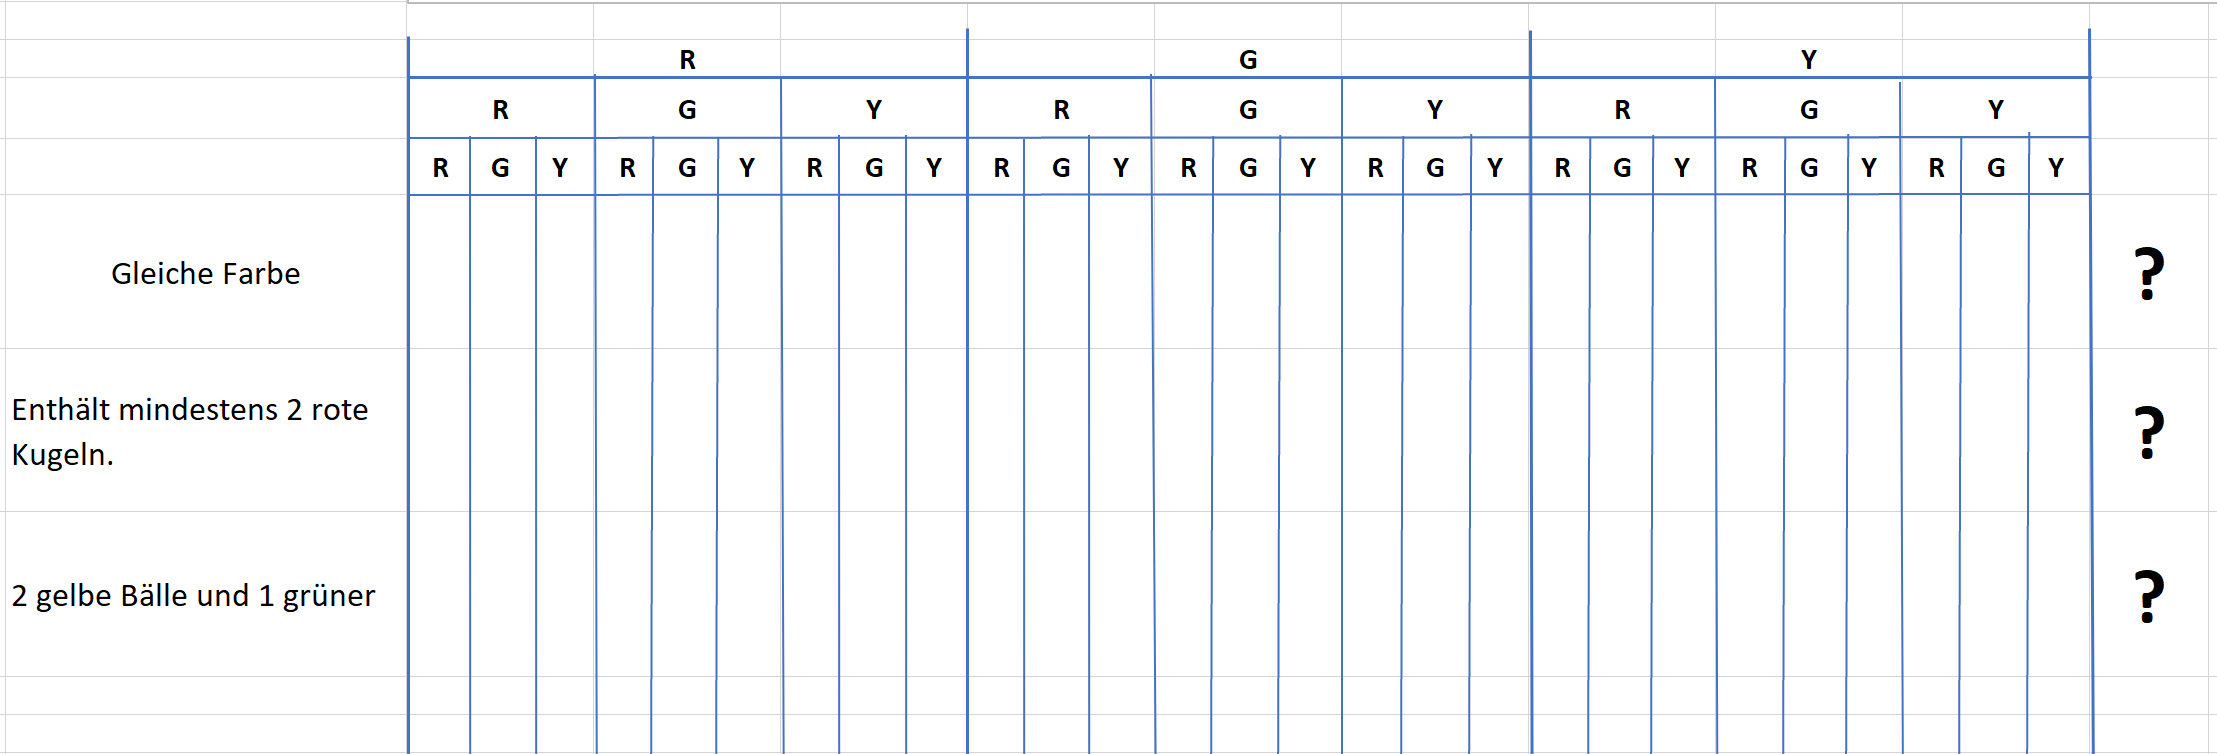 R G Y
R G Y R G Y R G Y
R G Y R G Y R G Y R G Y R G Y R G Y R G Y R G Y R G Y
Gleiche Farbe ?
Enthält mindestens 2 rote
Kugeln. ?
2 gelbe Bälle und 1 grüner ?